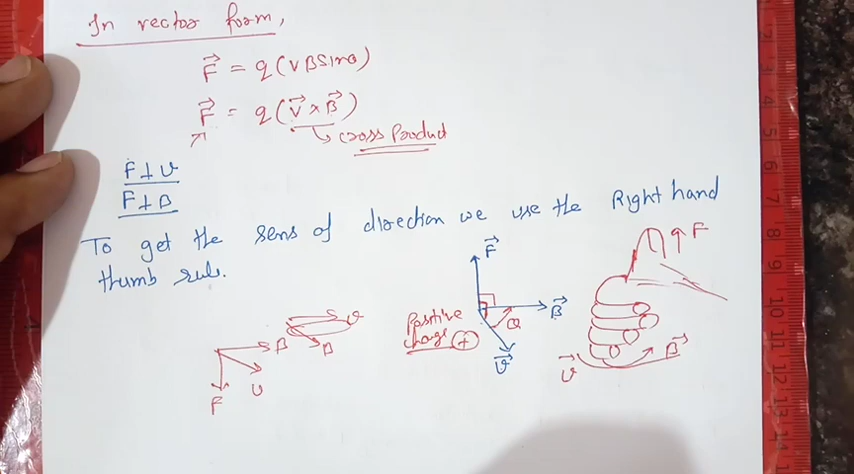 In vector form,
F⃗ = q(VBSinθ)
F⃗ = q(V⃗ × B⃗)
Cross Product
F⊥v
F⊥B
To get the sens of direction we use the Right hand
thumb rule.
F⃗
B⃗
θ
V⃗
Positive
charge +
F
V⃗
B⃗
B
v
F
v
B